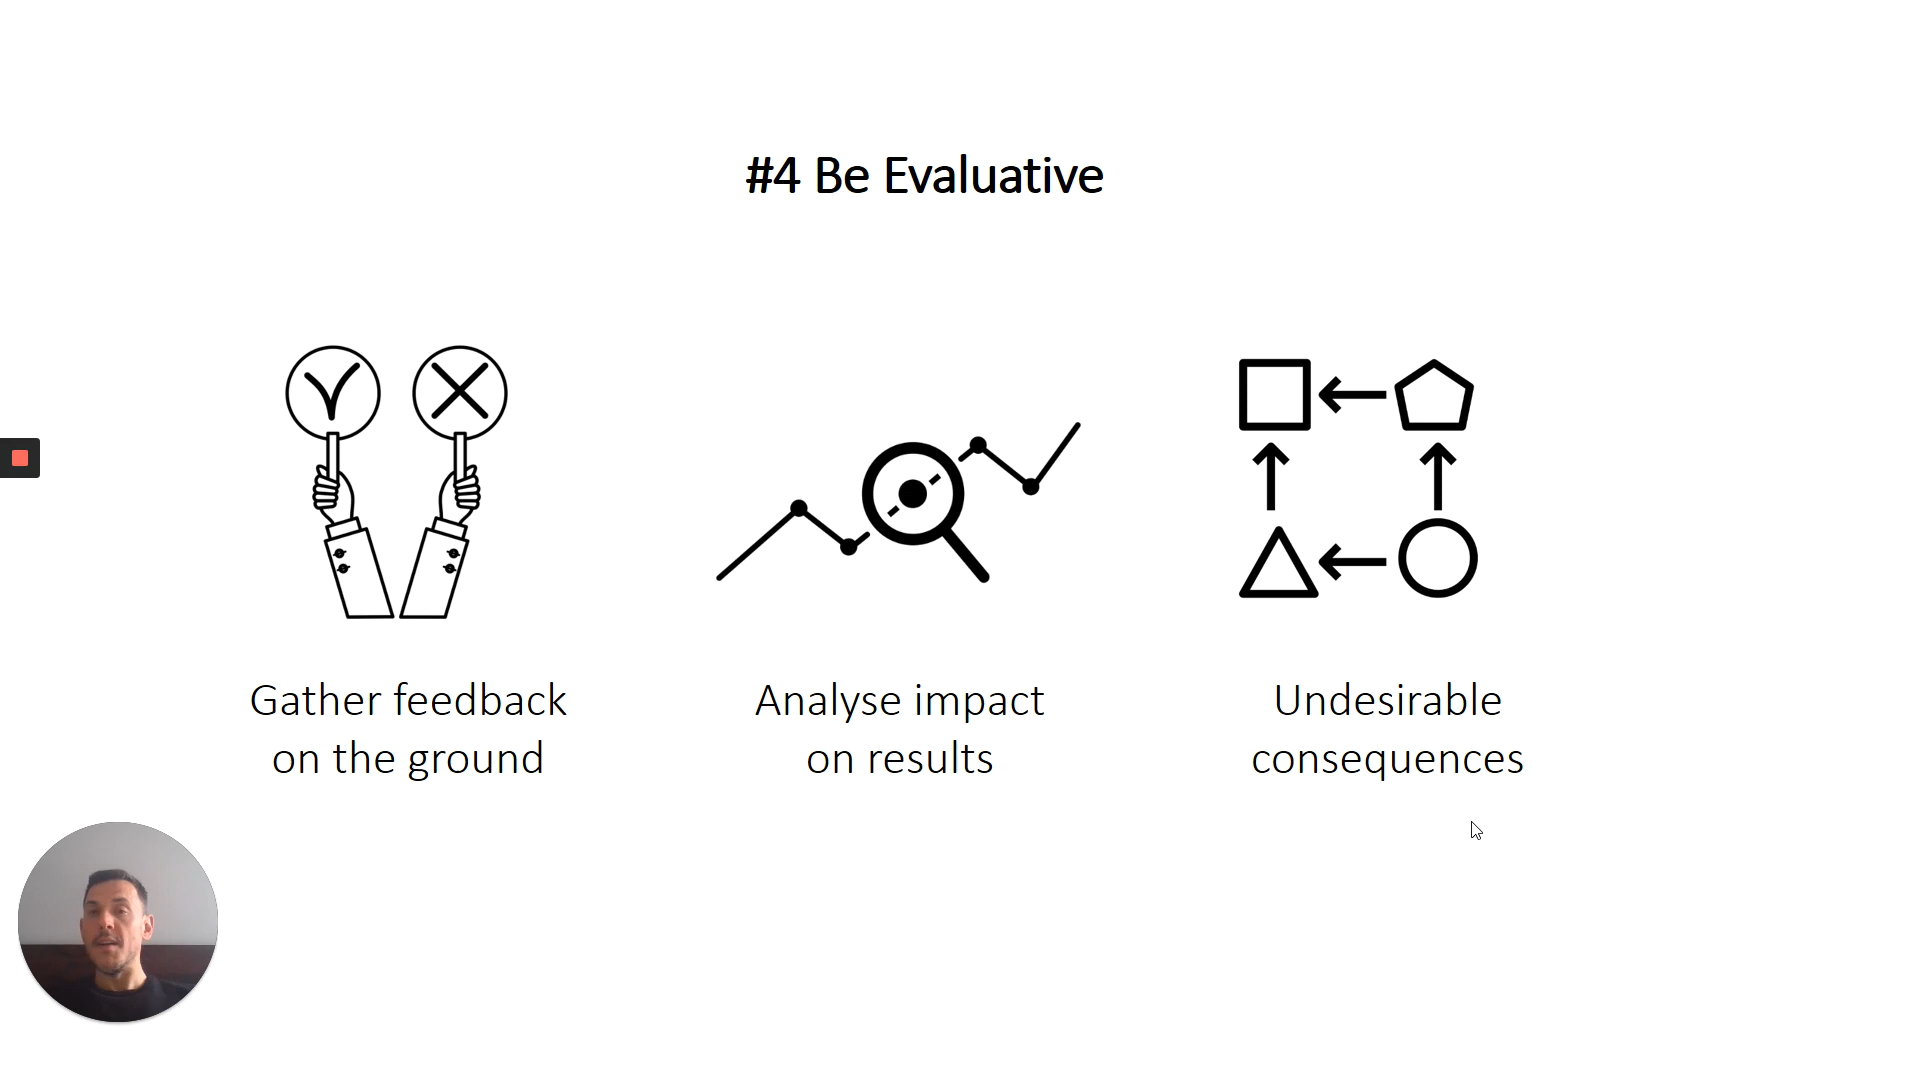 #4 Be Evaluative
Gather feedback
on the ground
Analyse impact
on results
Undesirable
consequences